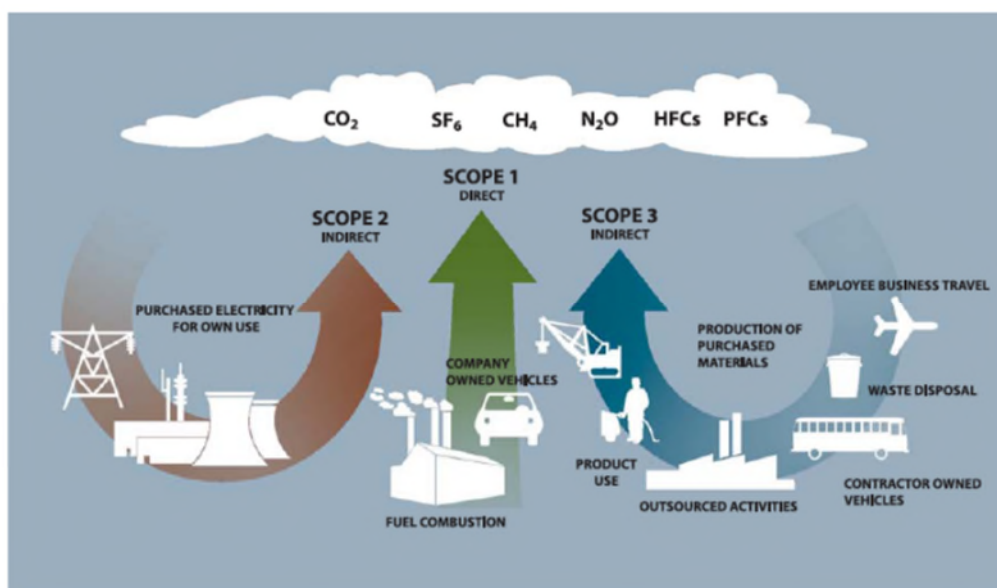 CO₂ SF₆ CH₄ N₂O HFCs PFCs
SCOPE 1
DIRECT
SCOPE 2
INDIRECT
SCOPE 3
INDIRECT
PURCHASED ELECTRICITY
FOR OWN USE
COMPANY
OWNED VEHICLES
FUEL COMBUSTION
EMPLOYEE BUSINESS TRAVEL
PRODUCTION OF
PURCHASED
MATERIALS
WASTE DISPOSAL
PRODUCT
USE
OUTSOURCED ACTIVITIES
CONTRACTOR OWNED
VEHICLES